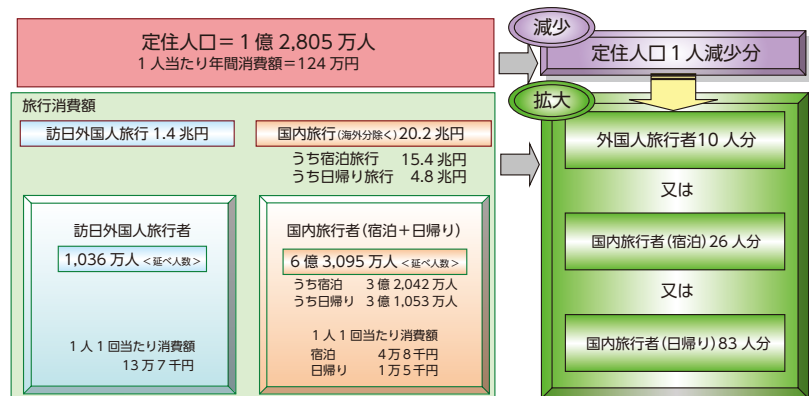 定住人口=1億2,805万人
1人当たり年間消費額=124万円
減少
定住人口1人減少分
旅行消費額
訪日外国人旅行1.4兆円
国内旅行(海外分除く)20.2兆円
うち宿泊旅行 15.4兆円
うち日帰り旅行 4.8兆円
訪日外国人旅行者
1,036万人<延べ人数>
1人1回当たり消費額
13万7千円
国内旅行者(宿泊+日帰り)
6億3,095万人<延べ人数>
うち宿泊 3億2,042万人
うち日帰り 3億1,053万人
1人1回当たり消費額
宿泊 4万8千円
日帰り 1万5千円
拡大
外国人旅行者10人分
又は
国内旅行者(宿泊)26人分
又は
国内旅行者(日帰り)83人分